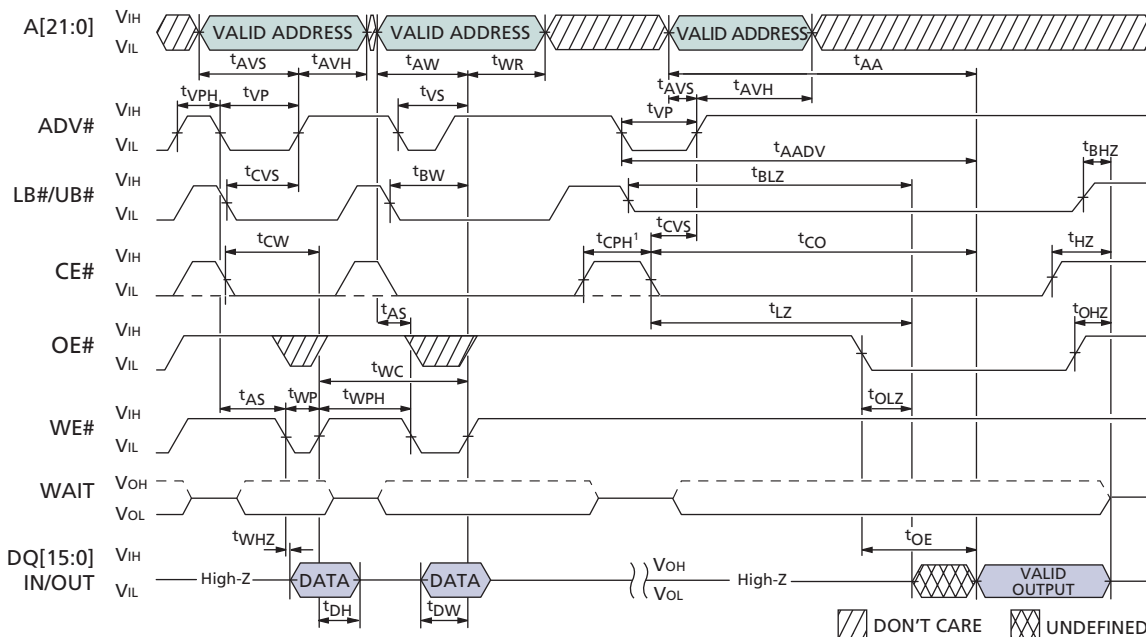 A[21:0] VIH VALID ADDRESS VALID ADDRESS VALID ADDRESS
VIL
tAVS tAVH tAW tWR tAA
tVPH tVP tVS tAVS tAVH
tVP
ADV# VIH
VIL
tAADV tBHZ
LB#/UB# VIH
VIL
tCVS tBW tBLZ
tCVS
tCW tCPH1 tCO tHZ
CE# VIH
VIL
tAS tLZ tOHZ
OE# VIH
VIL
tWC
tAS tWP tWPH tOLZ
WE# VIH
VIL
WAIT VOH
VOL
tWHZ tOE
DQ[15:0] IN/OUT VIH
VIL
High-Z DATA DATA VOH
VOL
High-Z VALID OUTPUT
tDH tDW
DON'T CARE UNDEFINED